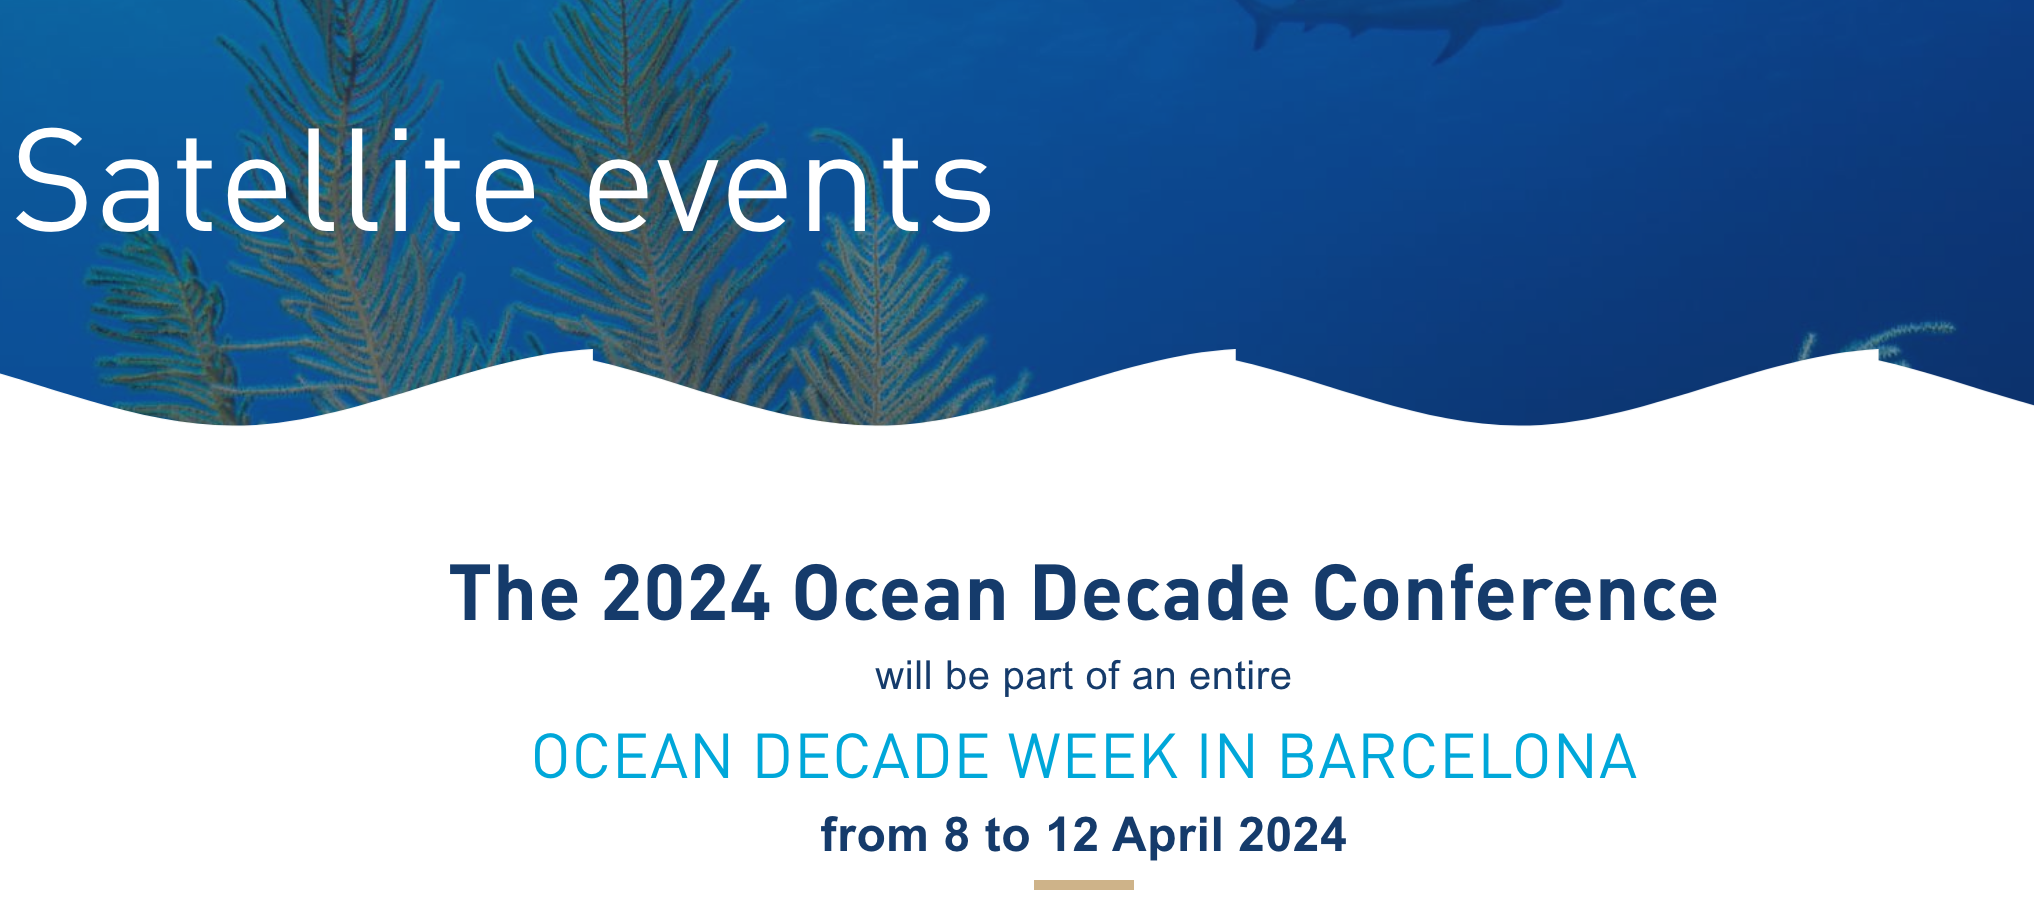 Satellite events
The 2024 Ocean Decade Conference
will be part of an entire
OCEAN DECADE WEEK IN BARCELONA
from 8 to 12 April 2024